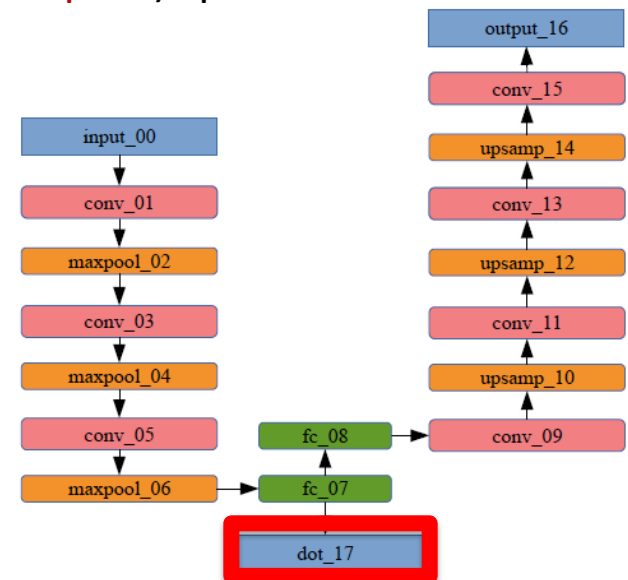 input_00
conv_01
maxpool_02
conv_03
maxpool_04
conv_05
maxpool_06
fc_07
fc_08
dot_17
conv_09
upsamp_10
conv_11
upsamp_12
conv_13
upsamp_14
conv_15
output_16